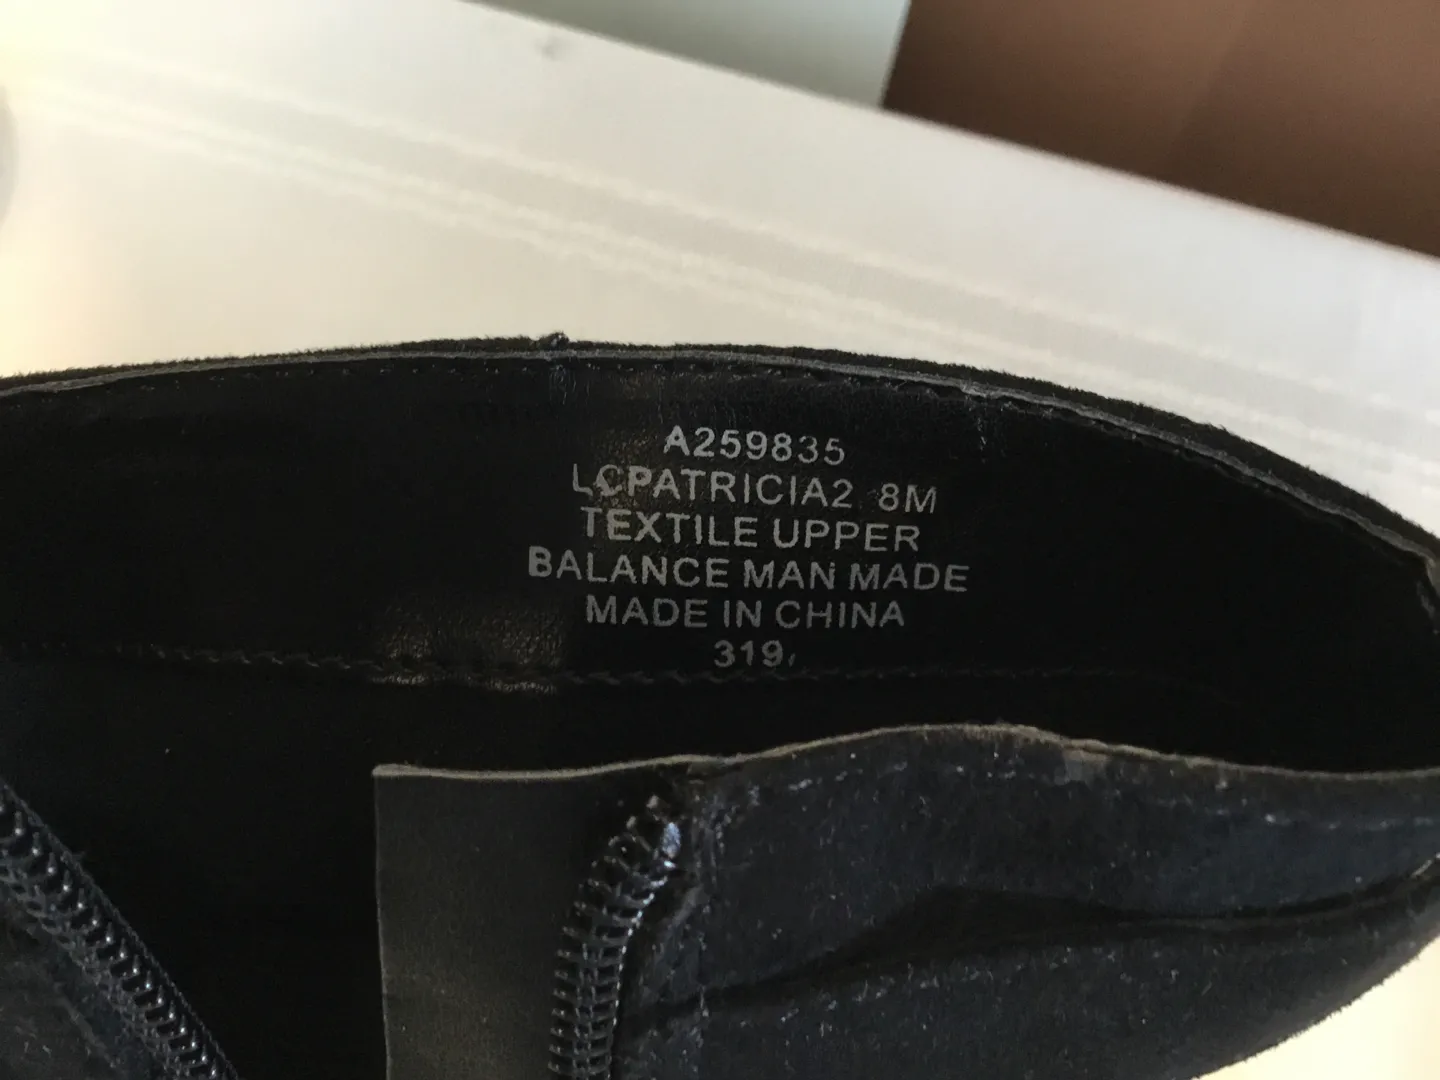 A259835
LCPATRICIA2 8M
TEXTILE UPPER
BALANCE MAN MADE
MADE IN CHINA
319